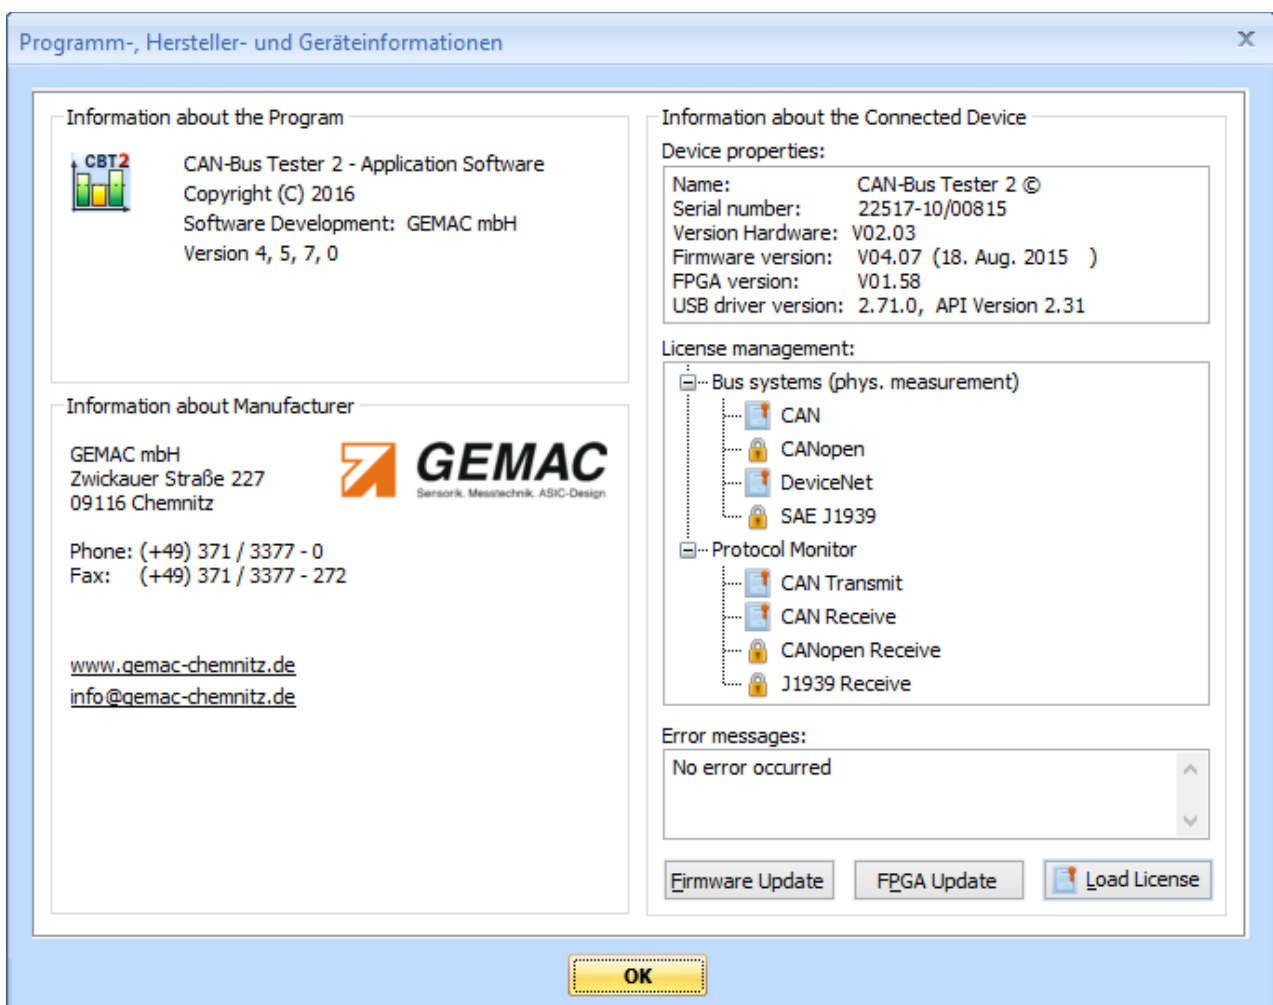 Programm-, Hersteller- und Geräteinformationen
Information about the Program
CBT2
CAN-Bus Tester 2 - Application Software
Copyright (C) 2016
Software Development: GEMAC mbH
Version 4, 5, 7, 0
Information about Manufacturer
GEMAC mbH
Zwickauer Straße 227
09116 Chemnitz
GEMAC
Sensorik. Messtechnik. ASIC-Design
Phone: (+49) 371 / 3377 - 0
Fax: (+49) 371 / 3377 - 272
www.gemac-chemnitz.de
info@gemac-chemnitz.de
Information about the Connected Device
Device properties:
Name: CAN-Bus Tester 2 ©
Serial number: 22517-10/00815
Version Hardware: V02.03
Firmware version: V04.07 (18. Aug. 2015 )
FPGA version: V01.58
USB driver version: 2.71.0, API Version 2.31
License management:
Bus systems (phys. measurement)
CAN
CANopen
DeviceNet
SAE J1939
Protocol Monitor
CAN Transmit
CAN Receive
CANopen Receive
J1939 Receive
Error messages:
No error occurred
Firmware Update
FPGA Update
Load License
OK